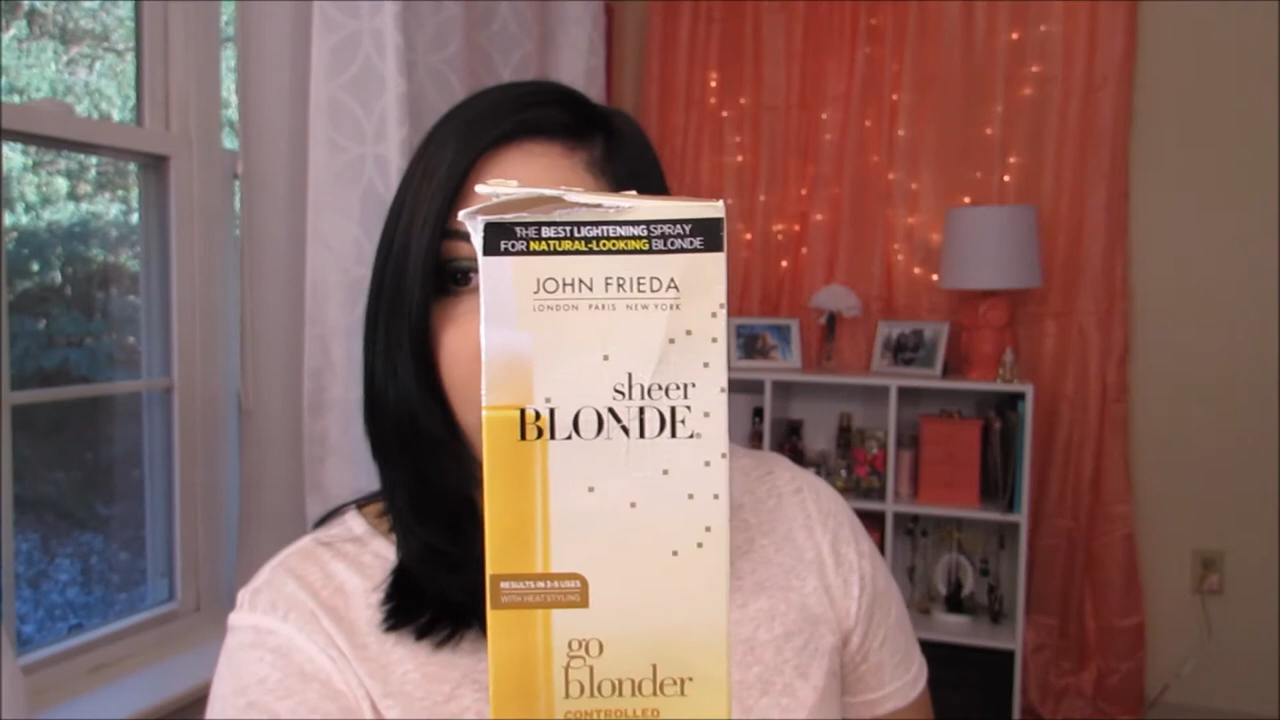 THE BEST LIGHTENING SPRAY
FOR NATURAL-LOOKING BLONDE
JOHN FRIEDA
LONDON PARIS NEW YORK
sheer
BLONDE®
RESULTS IN 3-5 USES
WITH HEAT STYLING
go
blonder
CONTROLLED